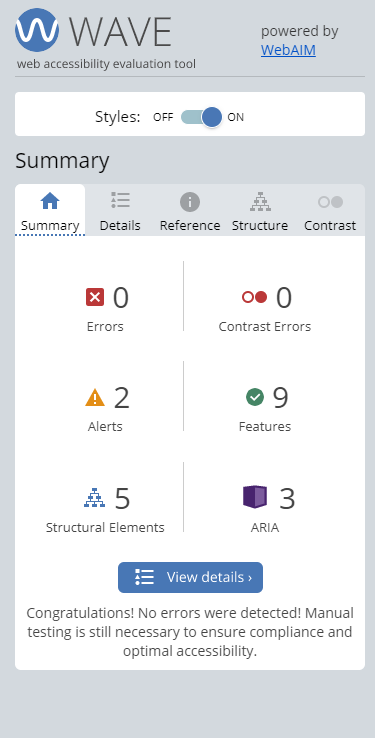 WAVE
web accessibility evaluation tool
powered by
WebAIM
Styles: OFF ON
Summary
Summary Details Reference Structure Contrast
0 0
Errors Contrast Errors
2 9
Alerts Features
5 3
Structural Elements ARIA
View details ›
Congratulations! No errors were detected! Manual
testing is still necessary to ensure compliance and
optimal accessibility.